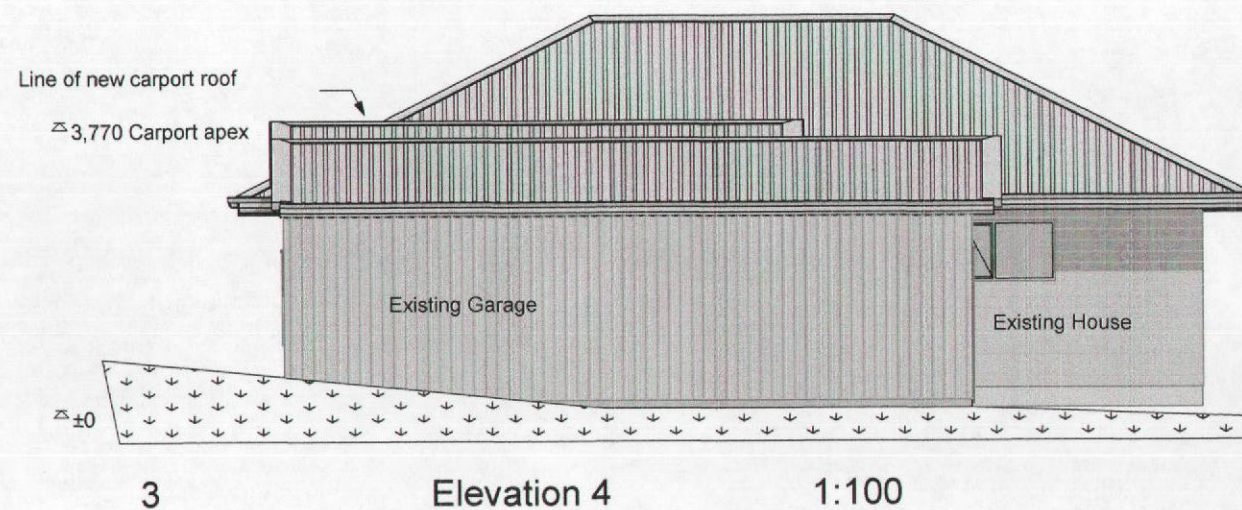 Line of new carport roof
3,770 Carport apex
Existing Garage
Existing House
±0
3 Elevation 4 1:100